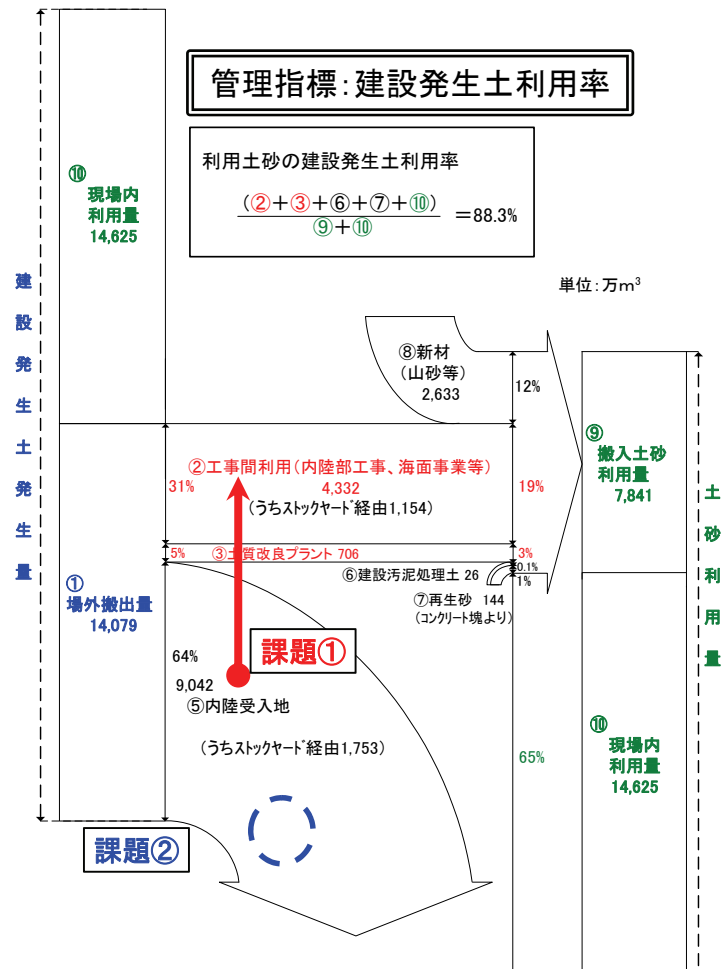 管理指標:建設発生土利用率
利用土砂の建設発生土利用率
(②+③+⑥+⑦+⑩)
⑨+⑩
=88.3%
単位:万m³
建設発生土発生量
⑩
現場内
利用量
14,625
①
場外搬出量
14,079
⑧新材
(山砂等)
2,633
12%
②工事間利用(内陸部工事、海面事業等)
31%
4,332
19%
(うちストックヤード経由1,154)
5%
③土質改良プラント 706
3%
⑥建設汚泥処理土 26
0.1%
1%
⑦再生砂 144
(コンクリート塊より)
課題①
64%
9,042
⑤内陸受入地
(うちストックヤード経由1,753)
65%
課題②
⑨
搬入土砂
利用量
7,841
⑩
現場内
利用量
14,625
土砂利用量